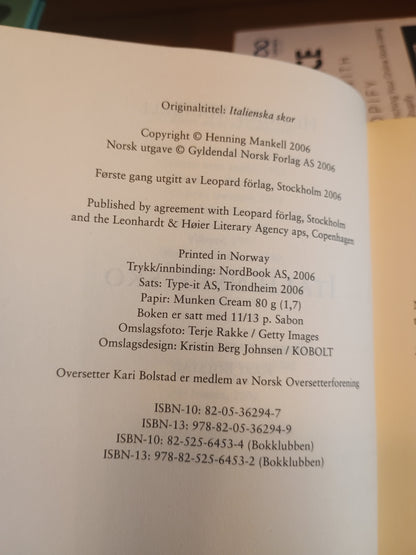 Originaltittel: Italienska skor
Copyright © Henning Mankell 2006
Norsk utgave © Gyldendal Norsk Forlag AS 2006
Første gang utgitt av Leopard förlag, Stockholm 2006
Published by agreement with Leopard förlag, Stockholm
and the Leonhardt & Høier Literary Agency aps, Copenhagen
Printed in Norway
Trykk/innbinding: NordBook AS, 2006
Sats: Type-it AS, Trondheim 2006
Papir: Munken Cream 80 g (1,7)
Boken er satt med 11/13 p. Sabon
Omslagsfoto: Terje Rakke / Getty Images
Omslagsdesign: Kristin Berg Johnsen / KOBOLT
Oversetter Kari Bolstad er medlem av Norsk Oversetterforening
ISBN-10: 82-05-36294-7
ISBN-13: 978-82-05-36294-9
ISBN-10: 82-525-6453-4 (Bokklubben)
ISBN-13: 978-82-525-6453-2 (Bokklubben)
WITH